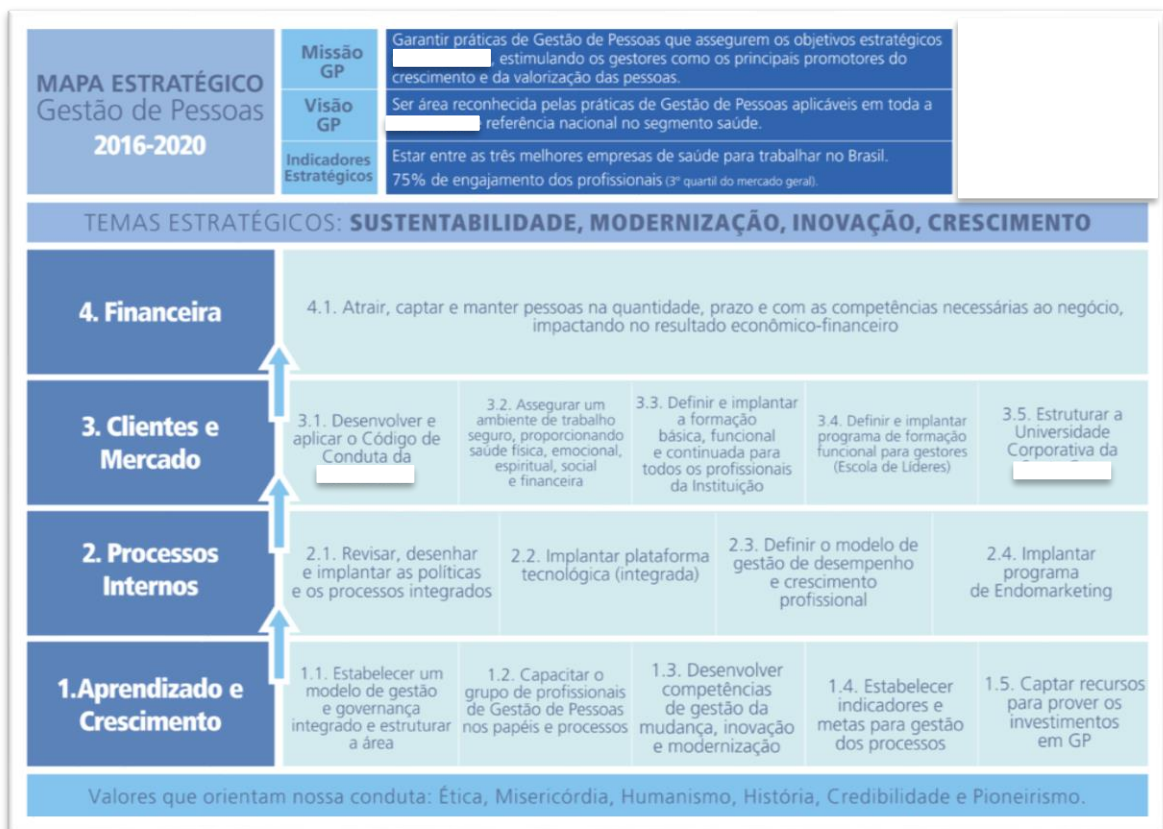 MAPA ESTRATÉGICO
Gestão de Pessoas
2016-2020
Missão
GP
Garantir práticas de Gestão de Pessoas que assegurem os objetivos estratégicos
, estimulando os gestores como os principais promotores do
crescimento e da valorização das pessoas.
Visão
GP
Ser área reconhecida pelas práticas de Gestão de Pessoas aplicáveis em toda a
referência nacional no segmento saúde.
Indicadores
Estratégicos
Estar entre as três melhores empresas de saúde para trabalhar no Brasil.
75% de engajamento dos profissionais (3º quartil do mercado geral).
TEMAS ESTRATÉGICOS: SUSTENTABILIDADE, MODERNIZAÇÃO, INOVAÇÃO, CRESCIMENTO
4. Financeira
4.1. Atrair, captar e manter pessoas na quantidade, prazo e com as competências necessárias ao negócio,
impactando no resultado econômico-financeiro
3. Clientes e
Mercado
3.1. Desenvolver e
aplicar o Código de
Conduta da
3.2. Assegurar um
ambiente de trabalho
seguro, proporcionando
saúde física, emocional,
espiritual, social
e financeira
3.3. Definir e implantar
a formação
básica, funcional
e continuada para
todos os profissionais
da Instituição
3.4. Definir e implantar
programa de formação
funcional para gestores
(Escola de Líderes)
3.5. Estruturar a
Universidade
Corporativa da
2. Processos
Internos
2.1. Revisar, desenhar
e implantar as políticas
e os processos integrados
2.2. Implantar plataforma
tecnológica (integrada)
2.3. Definir o modelo de
gestão de desempenho
e crescimento
profissional
2.4. Implantar
programa
de Endomarketing
1.Aprendizado e
Crescimento
1.1. Estabelecer um
modelo de gestão
e governança
integrado e estruturar
a área
1.2. Capacitar o
grupo de profissionais
de Gestão de Pessoas
nos papéis e processos
1.3. Desenvolver
competências
de gestão da
mudança, inovação
e modernização
1.4. Estabelecer
indicadores e
metas para gestão
dos processos
1.5. Captar recursos
para prover os
investimentos
em GP
Valores que orientam nossa conduta: Ética, Misericórdia, Humanismo, História, Credibilidade e Pioneirismo.